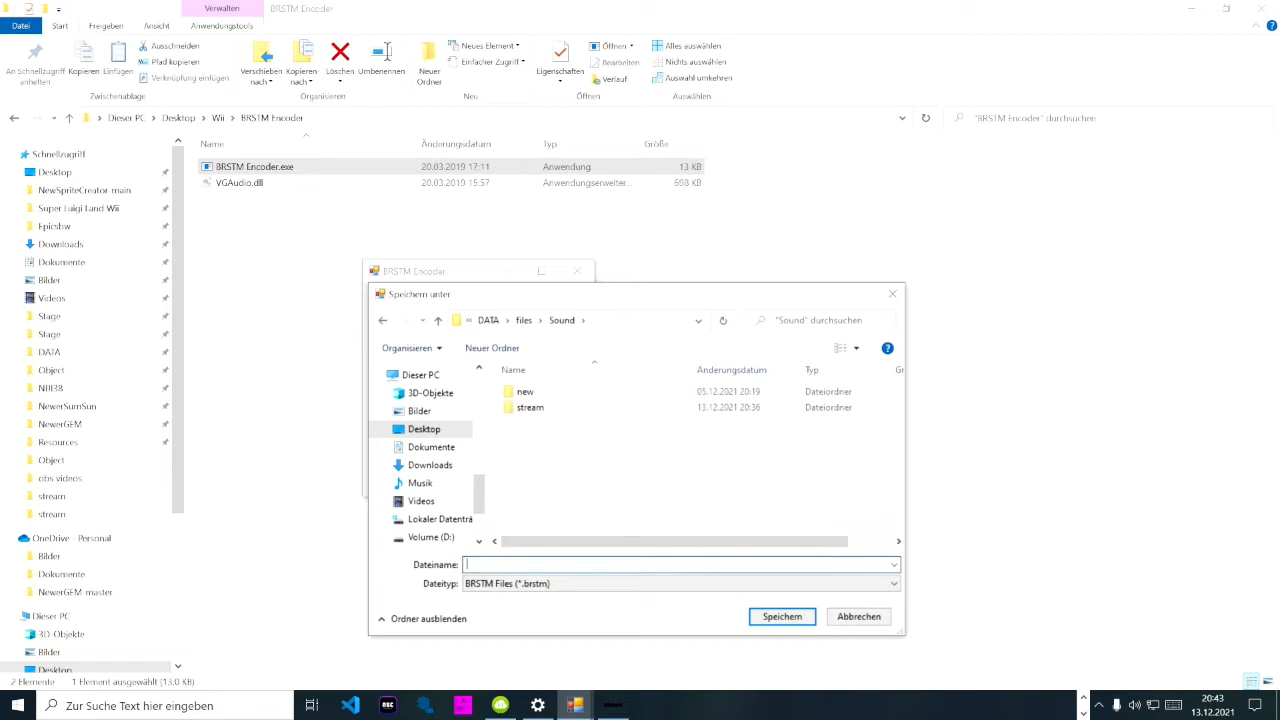 Verwalten
BRSTM Encoder
Datei
Start
Freigeben
Ansicht
Anwendungstools
An Schnellzugriff anheften
Kopieren
Einfügen
Ausschneiden
Pfad kopieren
Verknüpfung einfügen
Zwischenablage
Verschieben nach
Kopieren nach
Löschen
Umbenennen
Organisieren
Neuer Ordner
Neues Element
Einfacher Zugriff
Neu
Eigenschaften
Öffnen
Bearbeiten
Verlauf
Öffnen
Alles auswählen
Nichts auswählen
Auswahl umkehren
Auswählen
Dieser PC > Desktop > Wii > BRSTM Encoder
"BRSTM Encoder" durchsuchen
Name Änderungsdatum Typ Größe
BRSTM Encoder.exe 20.03.2019 17:11 Anwendung 13 KB
VGAudio.dll 20.03.2019 15:57 Anwendungserweiter... 698 KB
Schnellzugriff
Desktop
NewSpriteCreator-main
Super Luigi Land Wii
Epicsbw
Downloads
Dokumente
Bilder
Videos
Stage
Stage
DATA
Object
NIIE38
NewerSumSun
NewerGEM
Resources
Object
obs videos
stream
stream
OneDrive - Personal
Bilder
Dokumente
NewerGEM-master
Dieser PC
3D-Objekte
Bilder
Desktop
BRSTM Encoder
Speichern unter
« DATA > files > Sound >
"Sound" durchsuchen
Organisieren
Neuer Ordner
Name Änderungsdatum Typ Gr
new 05.12.2021 20:19 Dateiordner
stream 13.12.2021 20:36 Dateiordner
Dieser PC
3D-Objekte
Bilder
Desktop
Dokumente
Downloads
Musik
Videos
Lokaler Datenträ
Volume (D:)
Dateiname:
Dateityp: BRSTM Files (*.brstm)
Ordner ausblenden
Speichern
Abbrechen
2 Elemente
1 Element ausgewählt (13,0 KB)
Zur Suche Text hier eingeben
20:43
13.12.2021